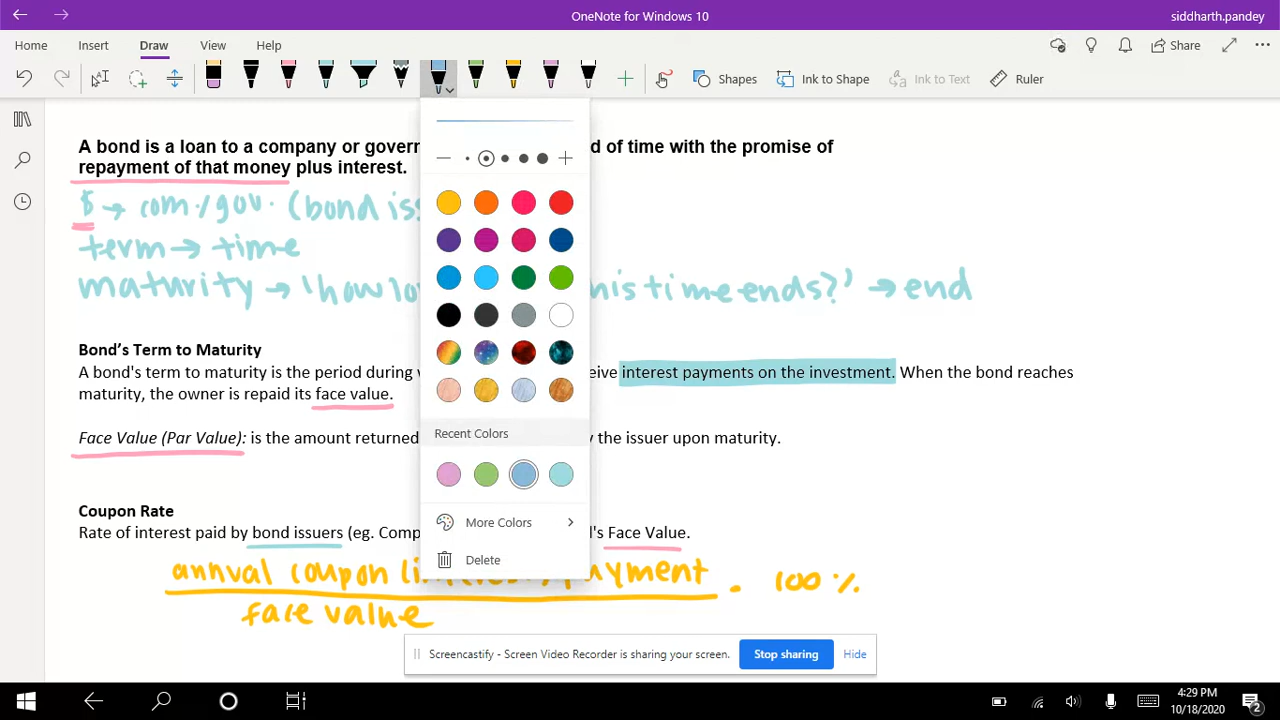 OneNote for Windows 10
siddharth.pandey
Home Insert Draw View Help
Share
Shapes Ink to Shape Ink to Text Ruler
A bond is a loan to a company or govern d of time with the promise of
repayment of that money plus interest.
$ → com./gov. (bond iss
term → time
maturity → 'how lo his time ends?' → end
Bond's Term to Maturity
A bond's term to maturity is the period during eive interest payments on the investment. When the bond reaches
maturity, the owner is repaid its face value.
Face Value (Par Value): is the amount returned y the issuer upon maturity.
Coupon Rate
Rate of interest paid by bond issuers (eg. Comp 's Face Value.
annual coupon payment . 100 %
face value
Recent Colors
More Colors
Delete
Screencastify - Screen Video Recorder is sharing your screen. Stop sharing Hide
4:29 PM
10/18/2020
2